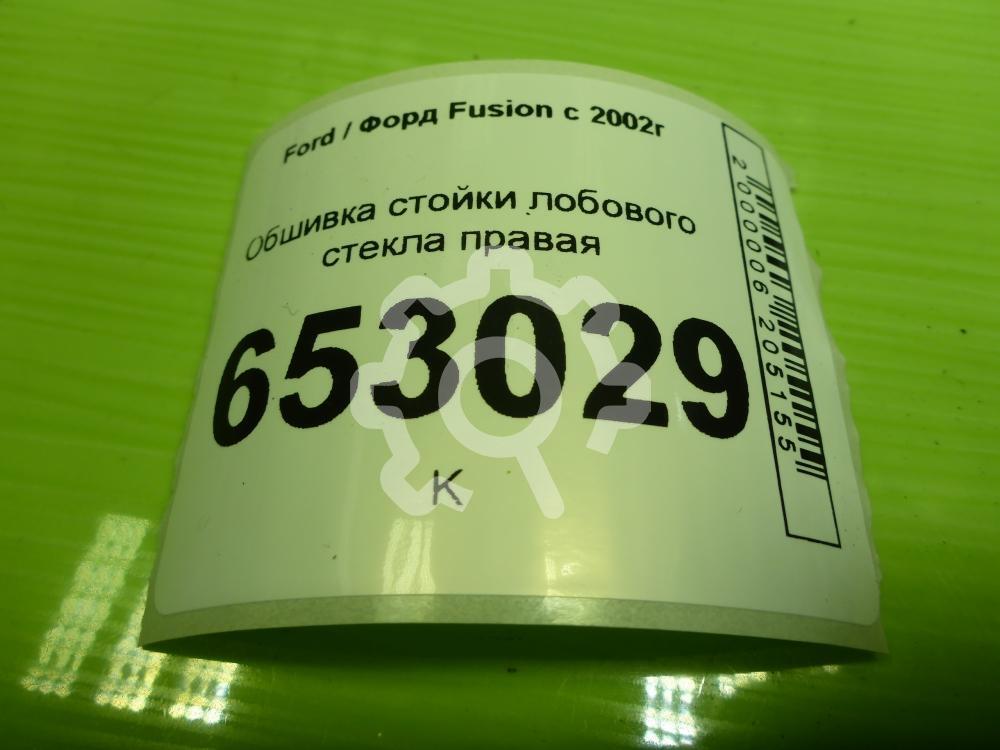 Ford / Форд Fusion с 2002г
Обшивка стойки лобового
стекла правая
653029
К
2000006205155